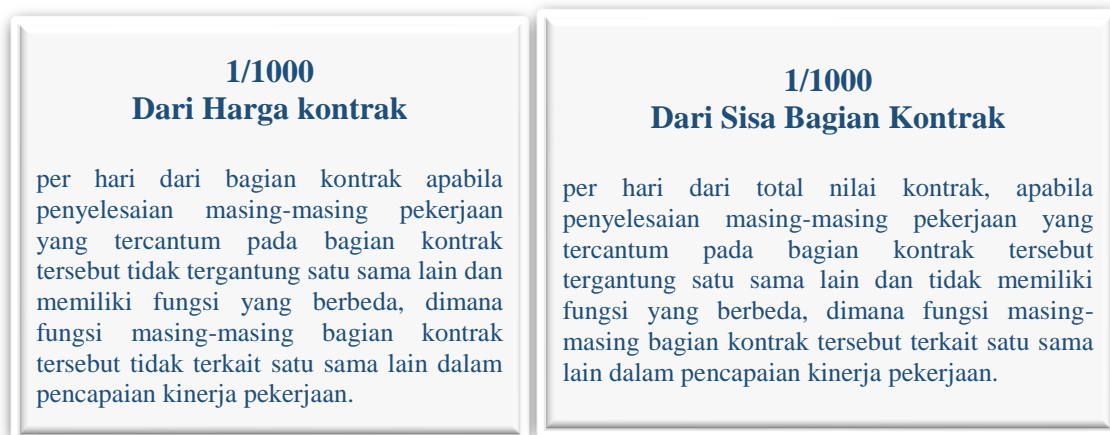 1/1000
Dari Harga kontrak
per hari dari bagian kontrak apabila
penyelesaian masing-masing pekerjaan
yang tercantum pada bagian kontrak
tersebut tidak tergantung satu sama lain dan
memiliki fungsi yang berbeda, dimana
fungsi masing-masing bagian kontrak
tersebut tidak terkait satu sama lain dalam
pencapaian kinerja pekerjaan.
1/1000
Dari Sisa Bagian Kontrak
per hari dari total nilai kontrak, apabila
penyelesaian masing-masing pekerjaan yang
tercantum pada bagian kontrak tersebut
tergantung satu sama lain dan tidak memiliki
fungsi yang berbeda, dimana fungsi masing-
masing bagian kontrak tersebut terkait satu sama
lain dalam pencapaian kinerja pekerjaan.